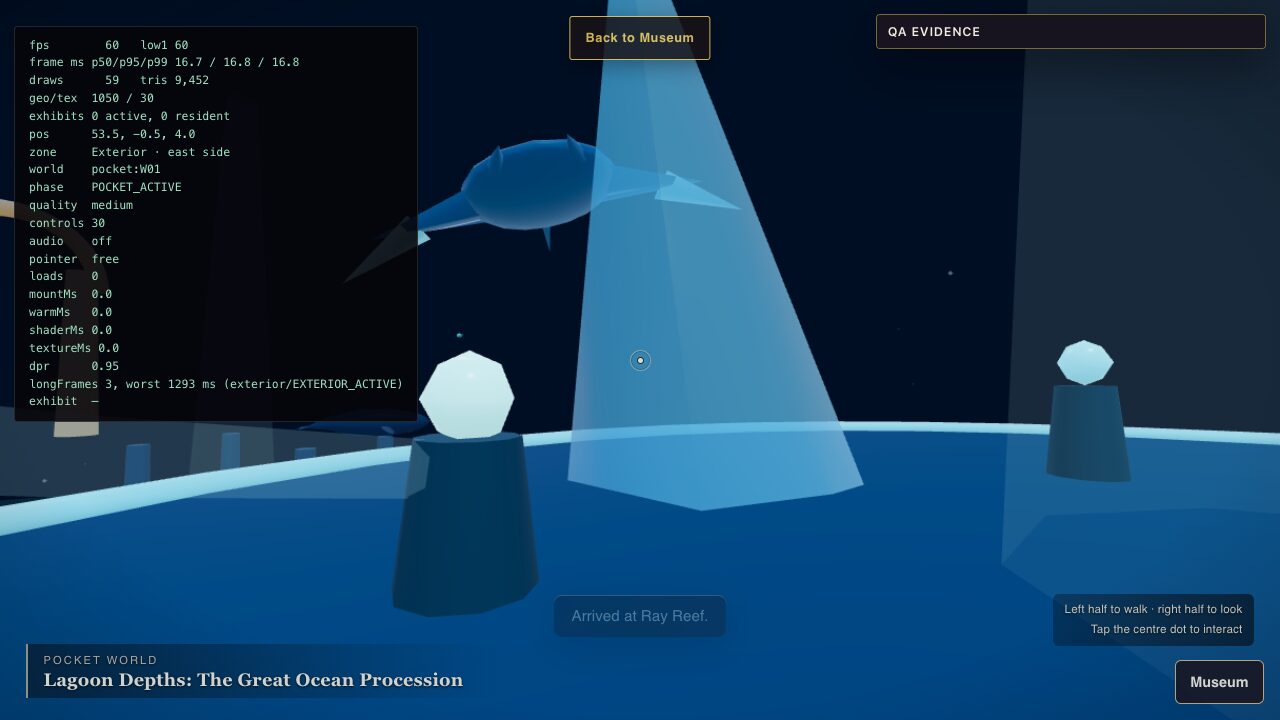 fps 60 low1 60
frame ms p50/p95/p99 16.7 / 16.8 / 16.8
draws 59 tris 9,452
geo/tex 1050 / 30
exhibits 0 active, 0 resident
pos 53.5, −0.5, 4.0
zone Exterior · east side
world pocket:W01
phase POCKET_ACTIVE
quality medium
controls 30
audio off
pointer free
loads 0
mountMs 0.0
warmMs 0.0
shaderMs 0.0
textureMs 0.0
dpr 0.95
longFrames 3, worst 1293 ms (exterior/EXTERIOR_ACTIVE)
exhibit —
Back to Museum
QA EVIDENCE
Arrived at Ray Reef.
Left half to walk · right half to look
Tap the centre dot to interact
POCKET WORLD
Lagoon Depths: The Great Ocean Procession
Museum